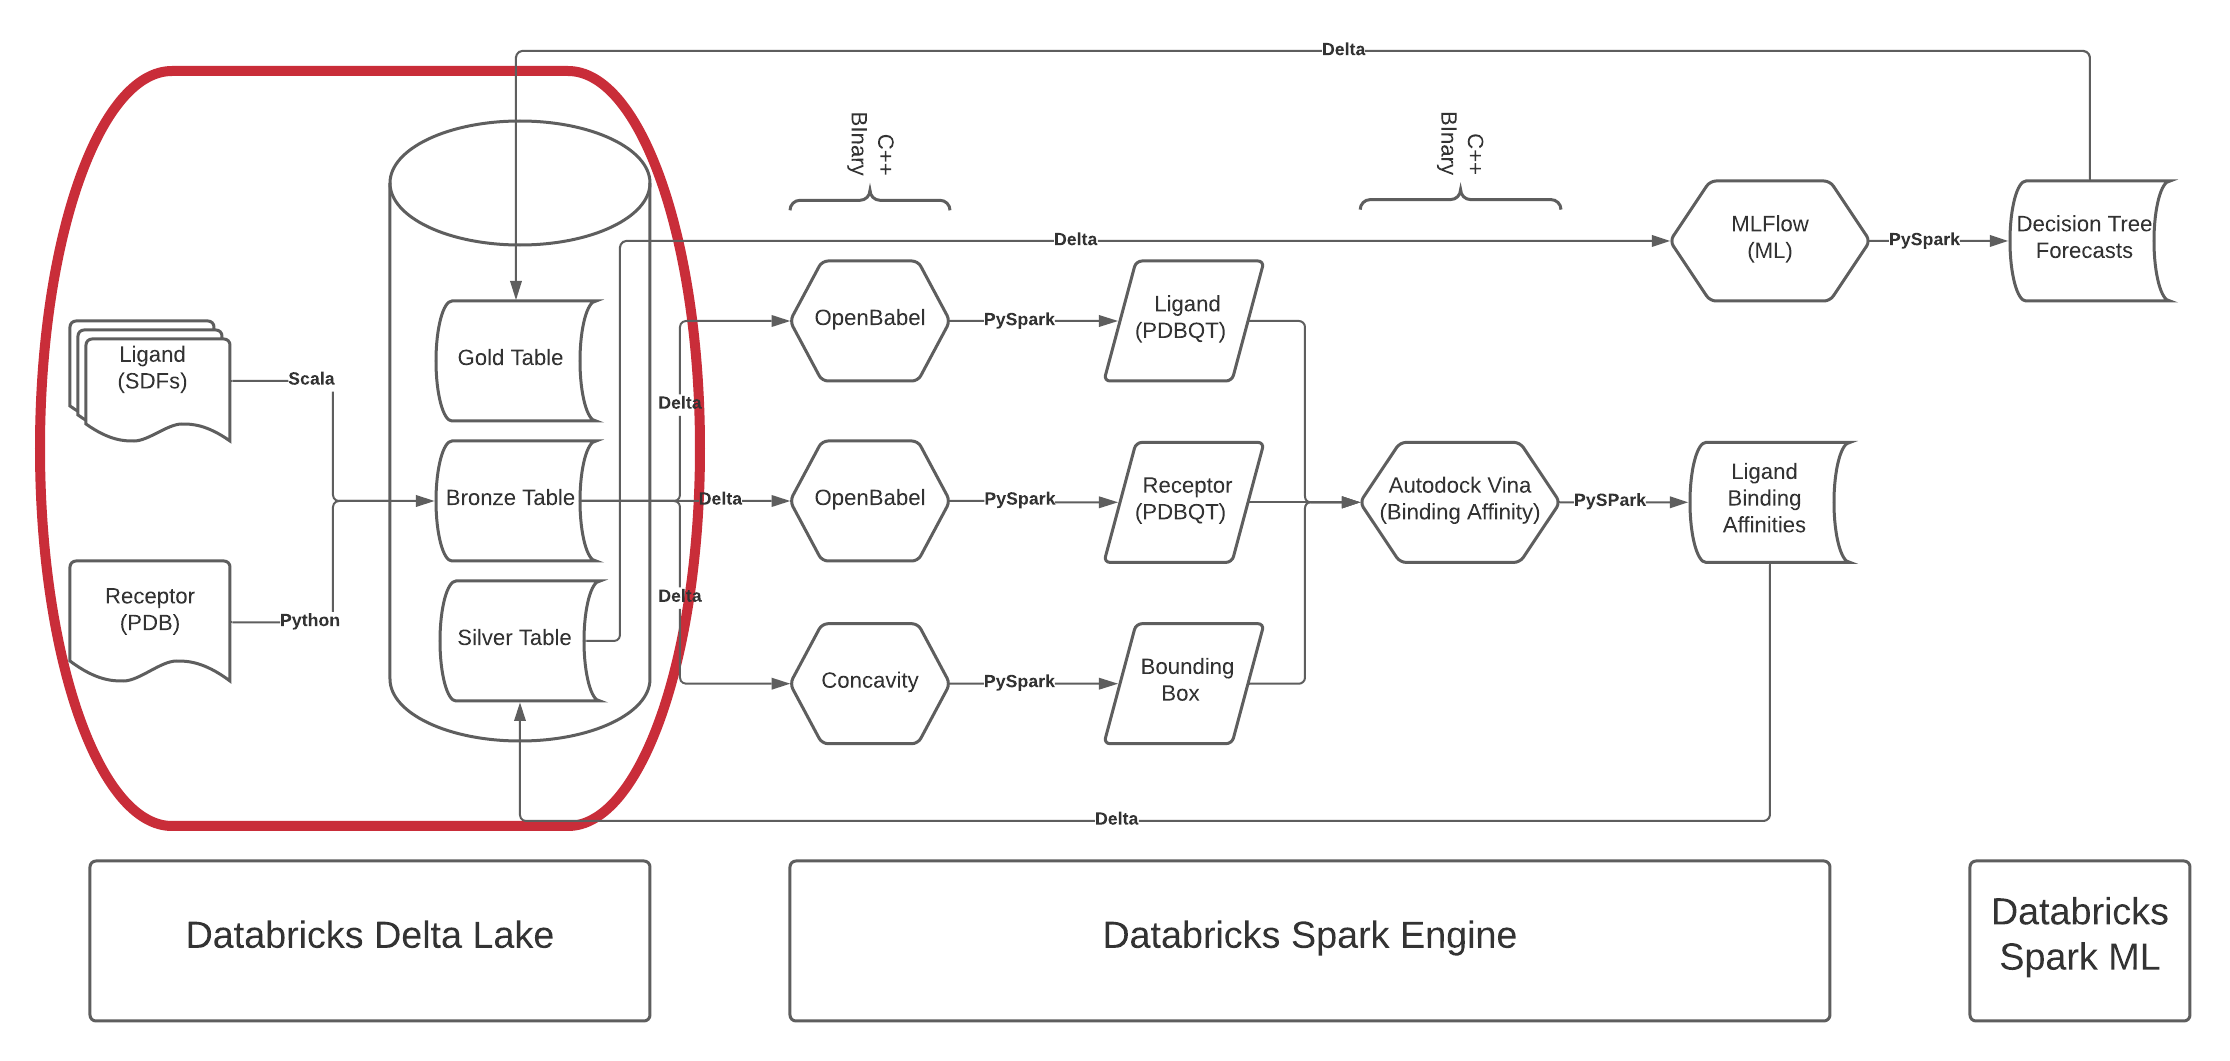 Delta
BInary
C++
BInary
C++
MLFlow
(ML)
PySpark
Decision Tree
Forecasts
Delta
OpenBabel
PySpark
Ligand
(PDBQT)
Ligand
(SDFs)
Scala
Gold Table
Delta
Bronze Table
Delta
OpenBabel
PySpark
Receptor
(PDBQT)
Autodock Vina
(Binding Affinity)
PySPark
Ligand
Binding
Affinities
Receptor
(PDB)
Python
Silver Table
Delta
Concavity
PySpark
Bounding
Box
Delta
Databricks Delta Lake
Databricks Spark Engine
Databricks
Spark ML